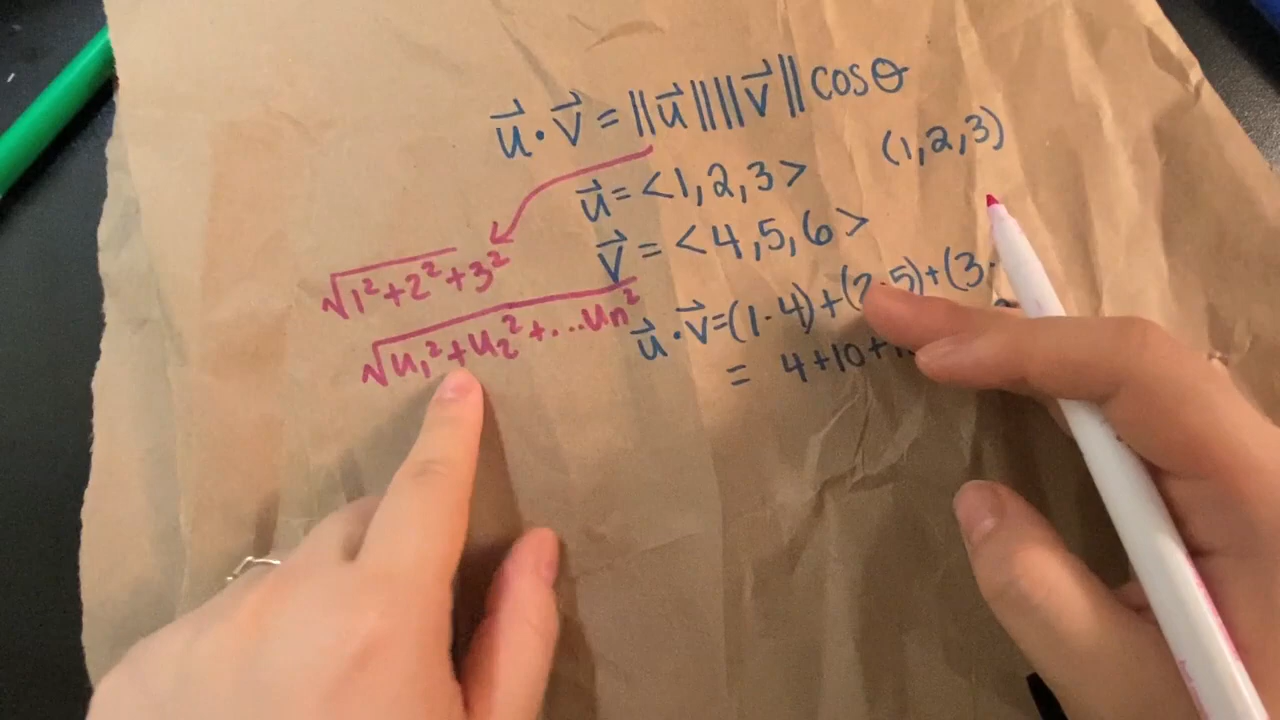 u⃗·v⃗ = ||u⃗|| ||v⃗|| cosθ
(1,2,3)
u⃗ = <1,2,3>
v⃗ = <4,5,6>
√1²+2²+3²
√u₁²+u₂²+...uₙ²
u⃗·v⃗=(1·4)+(2·5)+(3·
= 4+10+